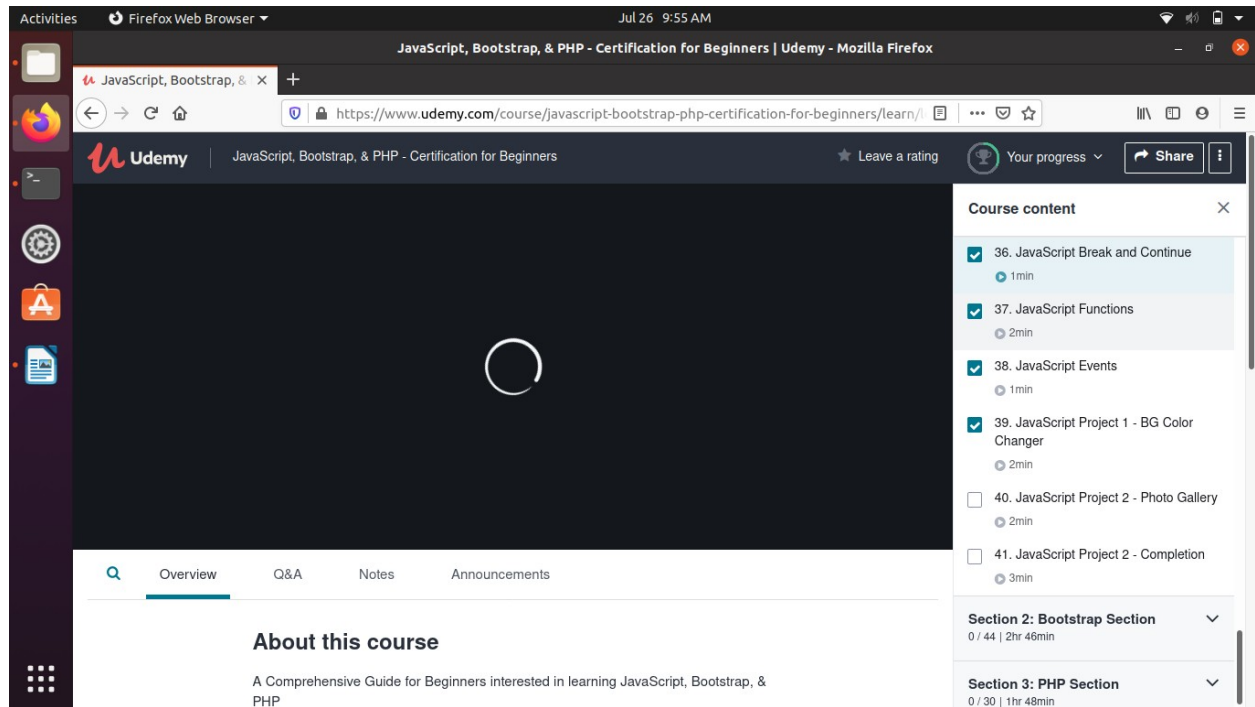 Activities
Firefox Web Browser
Jul 26 9:55 AM
JavaScript, Bootstrap, & PHP - Certification for Beginners | Udemy - Mozilla Firefox
JavaScript, Bootstrap, &
https://www.udemy.com/course/javascript-bootstrap-php-certification-for-beginners/learn/
Udemy
JavaScript, Bootstrap, & PHP - Certification for Beginners
Leave a rating
Your progress
Share
Course content
36. JavaScript Break and Continue
1min
37. JavaScript Functions
2min
38. JavaScript Events
1min
39. JavaScript Project 1 - BG Color
Changer
2min
40. JavaScript Project 2 - Photo Gallery
2min
41. JavaScript Project 2 - Completion
3min
Section 2: Bootstrap Section
0 / 44 | 2hr 46min
Section 3: PHP Section
0 / 30 | 1hr 48min
Overview
Q&A
Notes
Announcements
About this course
A Comprehensive Guide for Beginners interested in learning JavaScript, Bootstrap, &
PHP